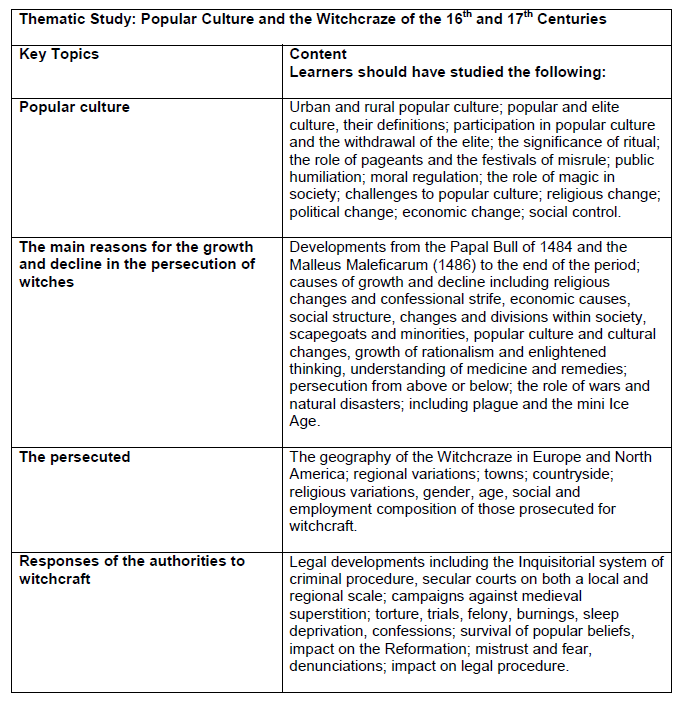 Thematic Study: Popular Culture and the Witchcraze of the 16th and 17th Centuries
Key Topics
Content
Learners should have studied the following:
Popular culture
Urban and rural popular culture; popular and elite
culture, their definitions; participation in popular culture
and the withdrawal of the elite; the significance of ritual;
the role of pageants and the festivals of misrule; public
humiliation; moral regulation; the role of magic in
society; challenges to popular culture; religious change;
political change; economic change; social control.
The main reasons for the growth
and decline in the persecution of
witches
Developments from the Papal Bull of 1484 and the
Malleus Maleficarum (1486) to the end of the period;
causes of growth and decline including religious
changes and confessional strife, economic causes,
social structure, changes and divisions within society,
scapegoats and minorities, popular culture and cultural
changes, growth of rationalism and enlightened
thinking, understanding of medicine and remedies;
persecution from above or below; the role of wars and
natural disasters; including plague and the mini Ice
Age.
The persecuted
The geography of the Witchcraze in Europe and North
America; regional variations; towns; countryside;
religious variations, gender, age, social and
employment composition of those prosecuted for
witchcraft.
Responses of the authorities to
witchcraft
Legal developments including the Inquisitorial system of
criminal procedure, secular courts on both a local and
regional scale; campaigns against medieval
superstition; torture, trials, felony, burnings, sleep
deprivation, confessions; survival of popular beliefs,
impact on the Reformation; mistrust and fear,
denunciations; impact on legal procedure.